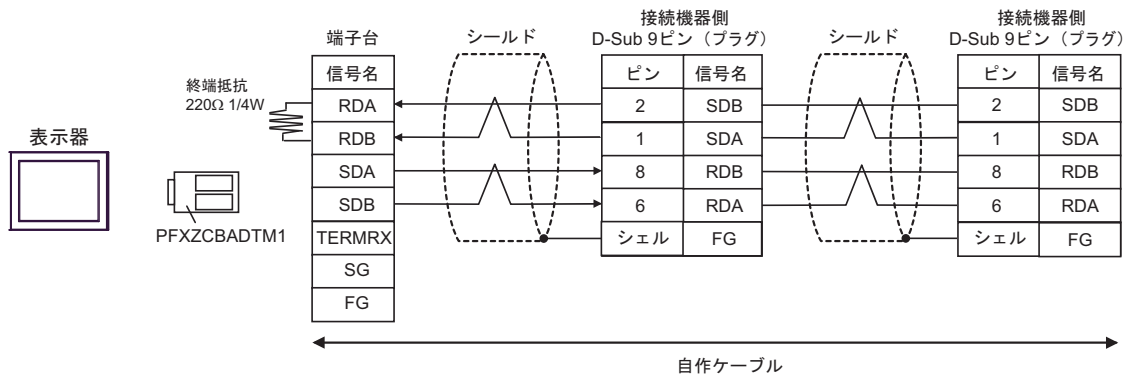 接続機器側
D-Sub 9ピン（プラグ）
接続機器側
D-Sub 9ピン（プラグ）
端子台
シールド
シールド
信号名
ピン
信号名
ピン
信号名
終端抵抗
220Ω 1/4W
RDA
2
SDB
2
SDB
表示器
RDB
1
SDA
1
SDA
SDA
8
RDB
8
RDB
SDB
6
RDA
6
RDA
PFXZCBADTM1
TERMRX
シェル
FG
シェル
FG
SG
FG
自作ケーブル